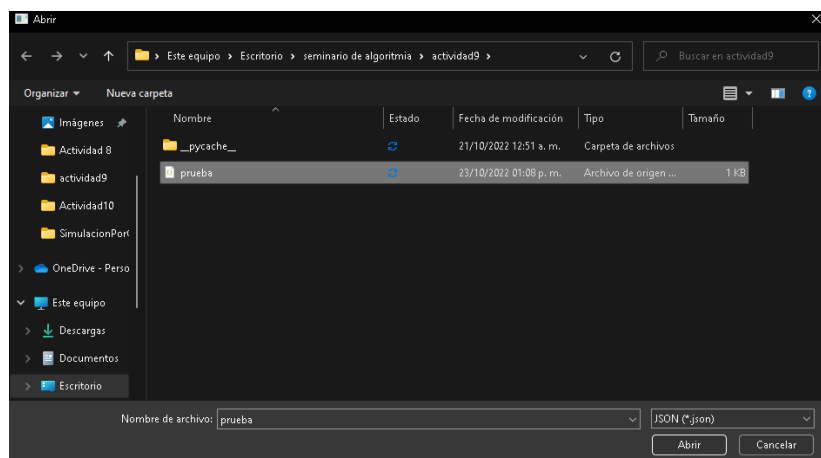 Abrir
Este equipo > Escritorio > seminario de algoritmia > actividad9 >
Buscar en actividad9
Organizar
Nueva carpeta
Nombre
Estado
Fecha de modificación
Tipo
Tamaño
Imágenes
Actividad 8
actividad9
Actividad10
SimulacionPor
OneDrive - Perso
Este equipo
Descargas
Documentos
Escritorio
__pycache__
21/10/2022 12:51 a. m.
Carpeta de archivos
prueba
23/10/2022 01:08 p. m.
Archivo de origen ...
1 KB
Nombre de archivo: prueba
JSON (*.json)
Abrir
Cancelar